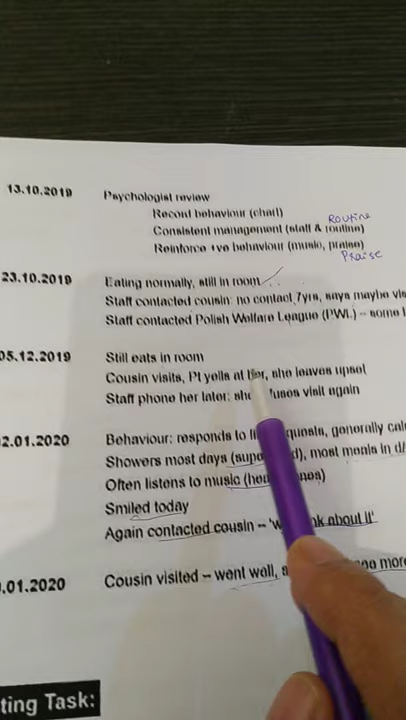 13.10.2019 Psychologist review
Record behaviour (chart)
Routine
Consistent management (staff & routine)
Reinforce +ve behaviour (music, praise)
Praise
23.10.2019 Eating normally, still in room
Staff contacted cousin: no contact 7yrs, says maybe
Staff contacted Polish Welfare League (PWL) – some
05.12.2019 Still eats in room
Cousin visits, Pt yells at her, she leaves upset
Staff phone her later: she visit again
2.01.2020 Behaviour: responds to generally
Showers most days most meals in
Often listens to music
Smiled today
Again contacted cousin – about it'
.01.2020 Cousin visited – went well,
ting Task: